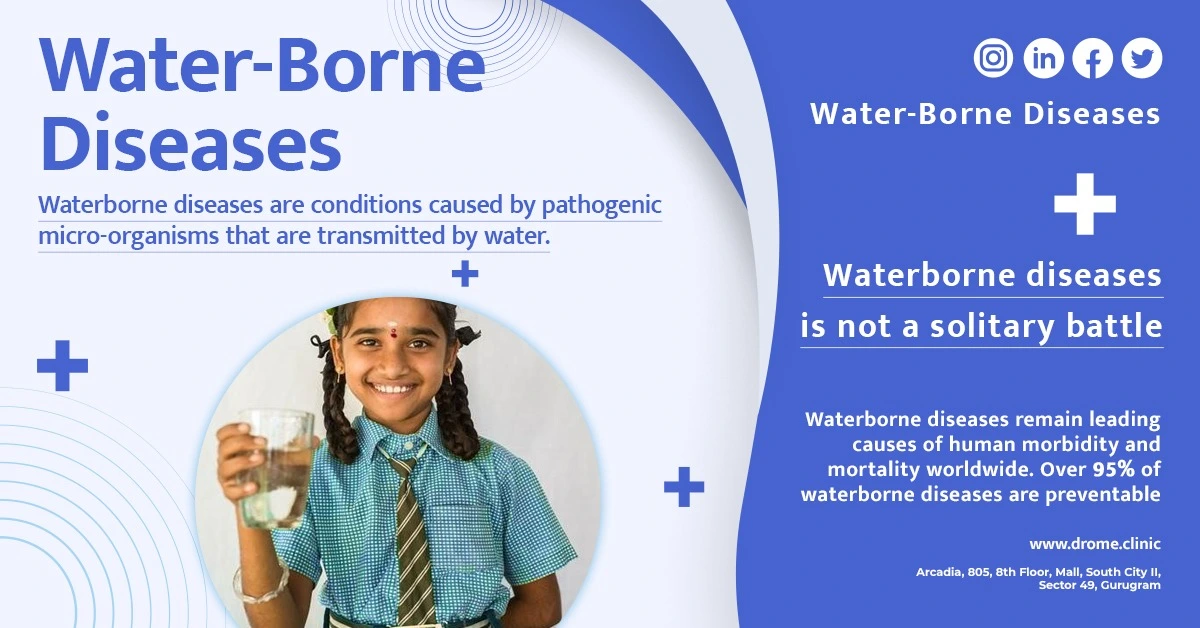 Water-Borne
Diseases
Waterborne diseases are conditions caused by pathogenic
micro-organisms that are transmitted by water.
Water-Borne Diseases
Waterborne diseases
is not a solitary battle
Waterborne diseases remain leading
causes of human morbidity and
mortality worldwide. Over 95% of
waterborne diseases are preventable
www.drome.clinic
Arcadia, 805, 8th Floor, Mall, South City II,
Sector 49, Gurugram